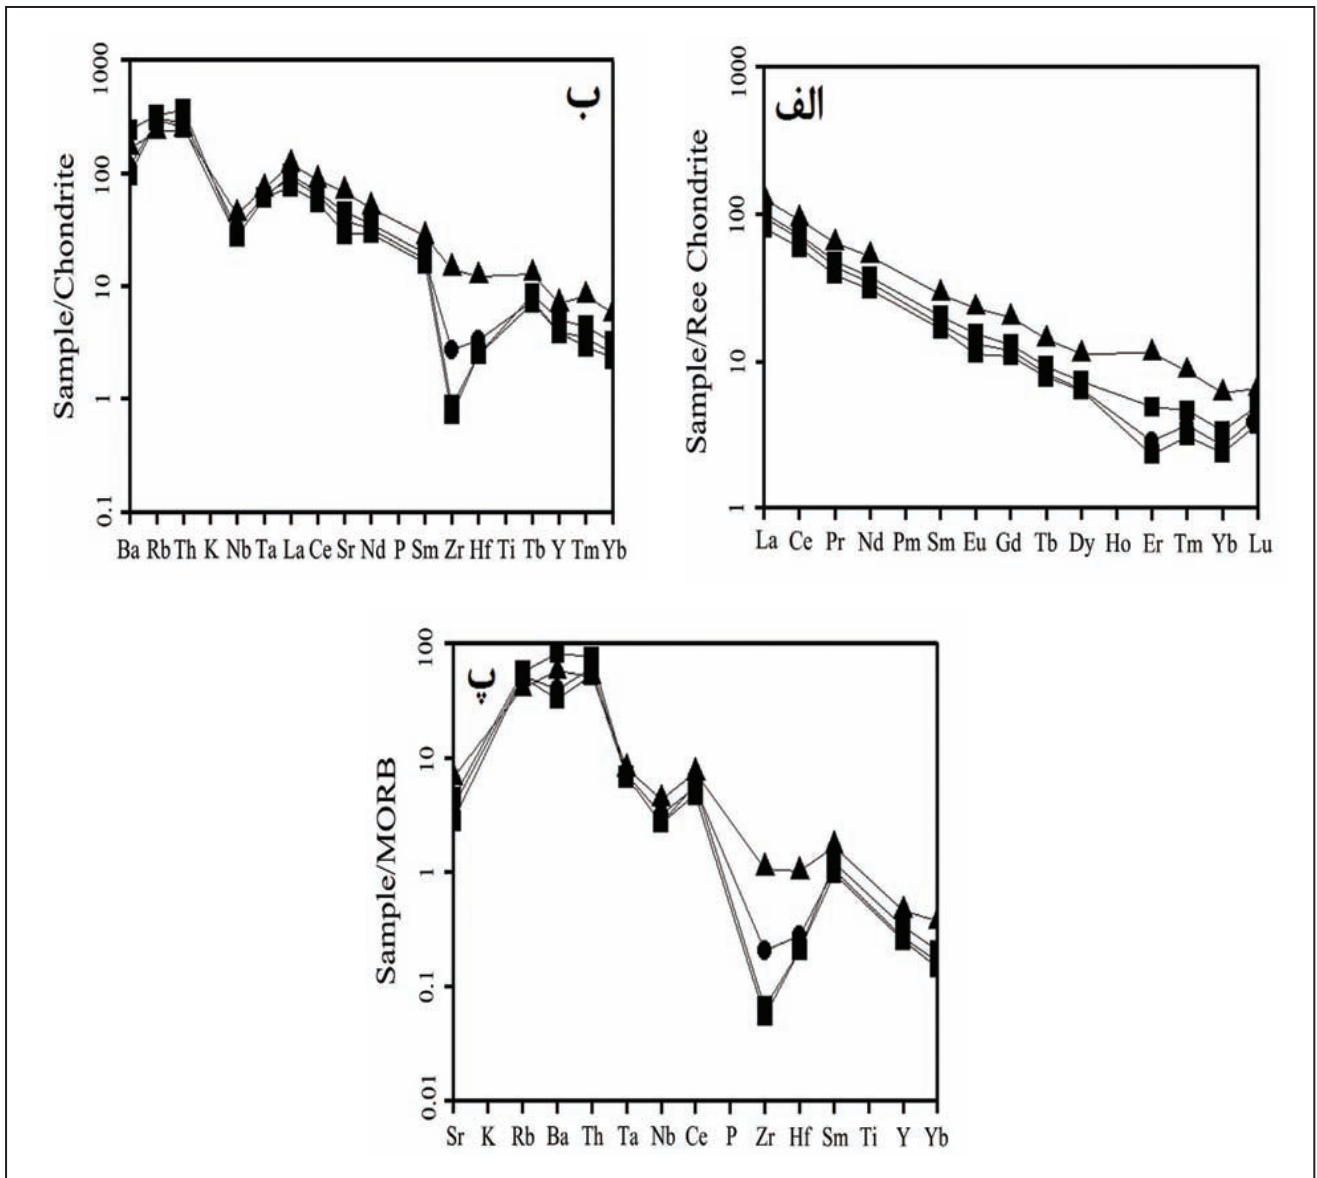 الف
Sample/Ree Chondrite
1000
100
10
1
La Ce Pr Nd Pm Sm Eu Gd Tb Dy Ho Er Tm Yb Lu
ب
Sample/Chondrite
1000
100
10
1
0.1
Ba Rb Th K Nb Ta La Ce Sr Nd P Sm Zr Hf Ti Tb Y Tm Yb
پ
Sample/MORB
100
10
1
0.1
0.01
Sr K Rb Ba Th Ta Nb Ce P Zr Hf Sm Ti Y Yb